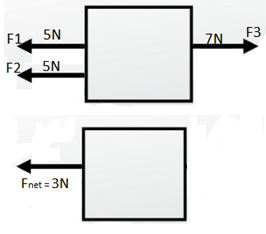 F1 5N 7N F3
F2 5N
Fnet = 3N